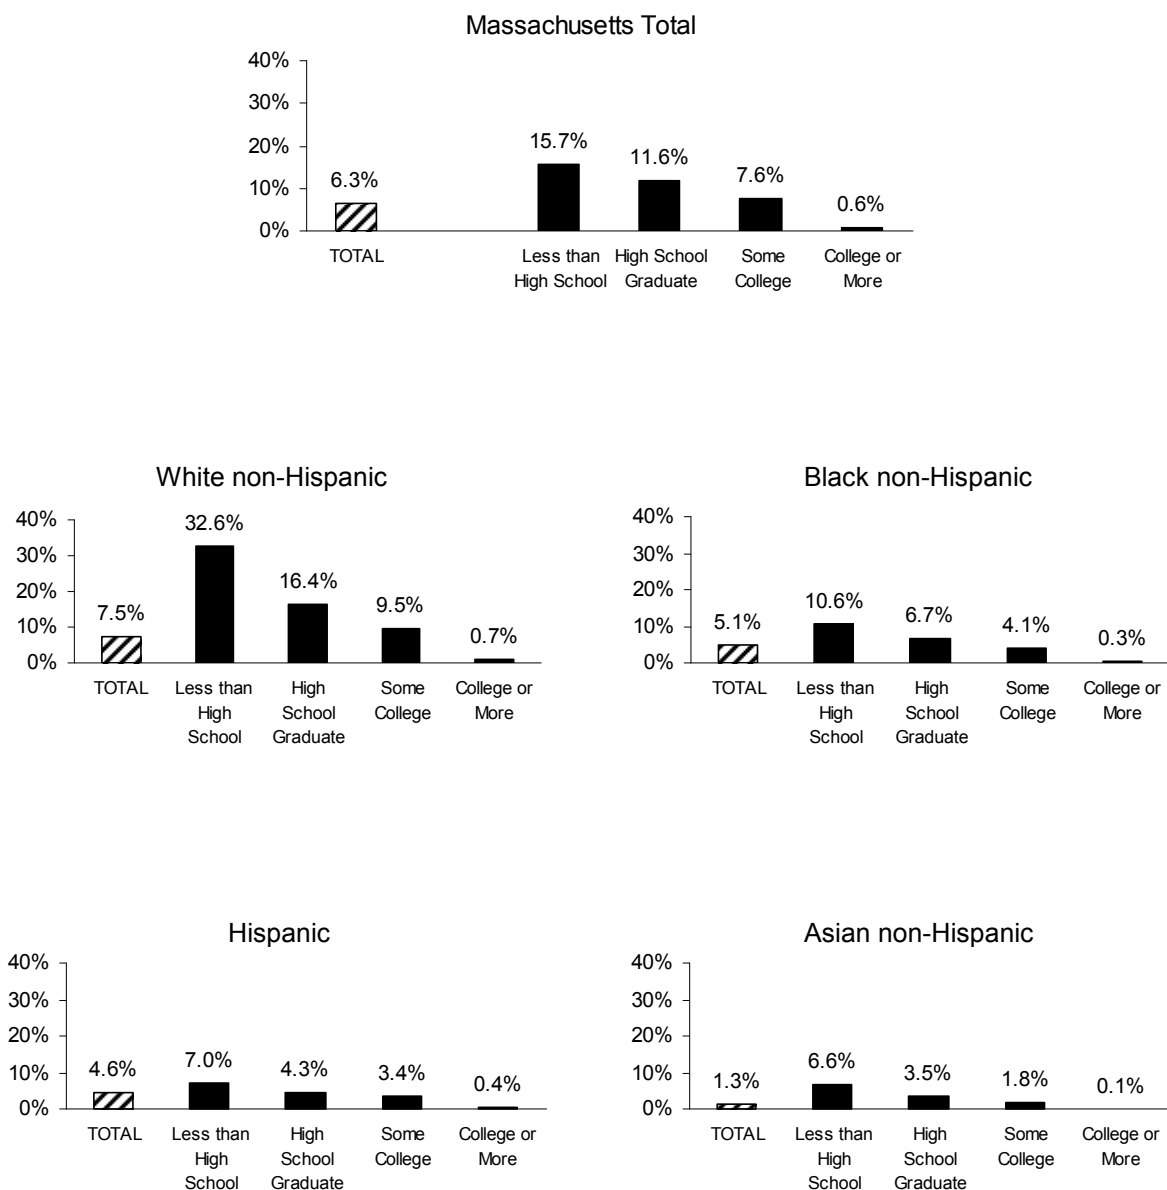 Massachusetts Total
40%
30%
20%
10%
0%
6.3%
15.7%
11.6%
7.6%
0.6%
TOTAL
Less than
High School
High School
Graduate
Some
College
College or
More
White non-Hispanic
40%
30%
20%
10%
0%
7.5%
32.6%
16.4%
9.5%
0.7%
TOTAL
Less than
High
School
High
School
Graduate
Some
College
College or
More
Black non-Hispanic
40%
30%
20%
10%
0%
5.1%
10.6%
6.7%
4.1%
0.3%
TOTAL
Less than
High
School
High
School
Graduate
Some
College
College or
More
Hispanic
40%
30%
20%
10%
0%
4.6%
7.0%
4.3%
3.4%
0.4%
TOTAL
Less than
High
School
High
School
Graduate
Some
College
College or
More
Asian non-Hispanic
40%
30%
20%
10%
0%
1.3%
6.6%
3.5%
1.8%
0.1%
TOTAL
Less than
High
School
High
School
Graduate
Some
College
College or
More